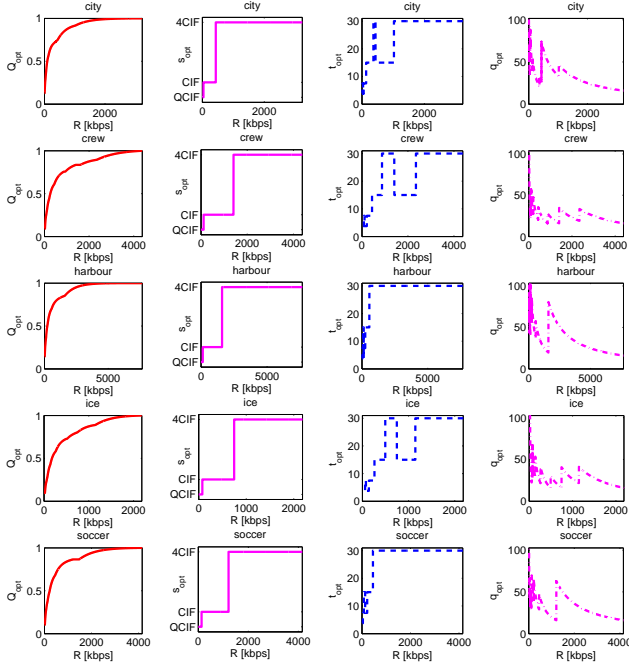 city city city city
1 0.5 0 Q_opt 0 2000 R [kbps]
4CIF CIF QCIF s_opt 0 2000 R [kbps]
30 20 10 0 t_opt 0 2000 R [kbps]
100 50 0 q_opt 0 2000 R [kbps]
crew crew crew crew
1 0.5 0 Q_opt 0 2000 4000 R [kbps]
4CIF CIF QCIF s_opt 0 2000 4000 R [kbps]
30 20 10 0 t_opt 0 2000 4000 R [kbps]
100 50 0 q_opt 0 2000 4000 R [kbps]
harbour harbour harbour harbour
1 0.5 0 Q_opt 0 5000 R [kbps]
4CIF CIF QCIF s_opt 0 5000 R [kbps]
30 20 10 0 t_opt 0 5000 R [kbps]
100 50 0 q_opt 0 5000 R [kbps]
ice ice ice ice
1 0.5 0 Q_opt 0 1000 2000 R [kbps]
4CIF CIF QCIF s_opt 0 1000 2000 R [kbps]
30 20 10 0 t_opt 0 1000 2000 R [kbps]
100 50 0 q_opt 0 1000 2000 R [kbps]
soccer soccer soccer soccer
1 0.5 0 Q_opt 0 2000 4000 R [kbps]
4CIF CIF QCIF s_opt 0 2000 4000 R [kbps]
30 20 10 0 t_opt 0 2000 4000 R [kbps]
100 50 0 q_opt 0 2000 4000 R [kbps]